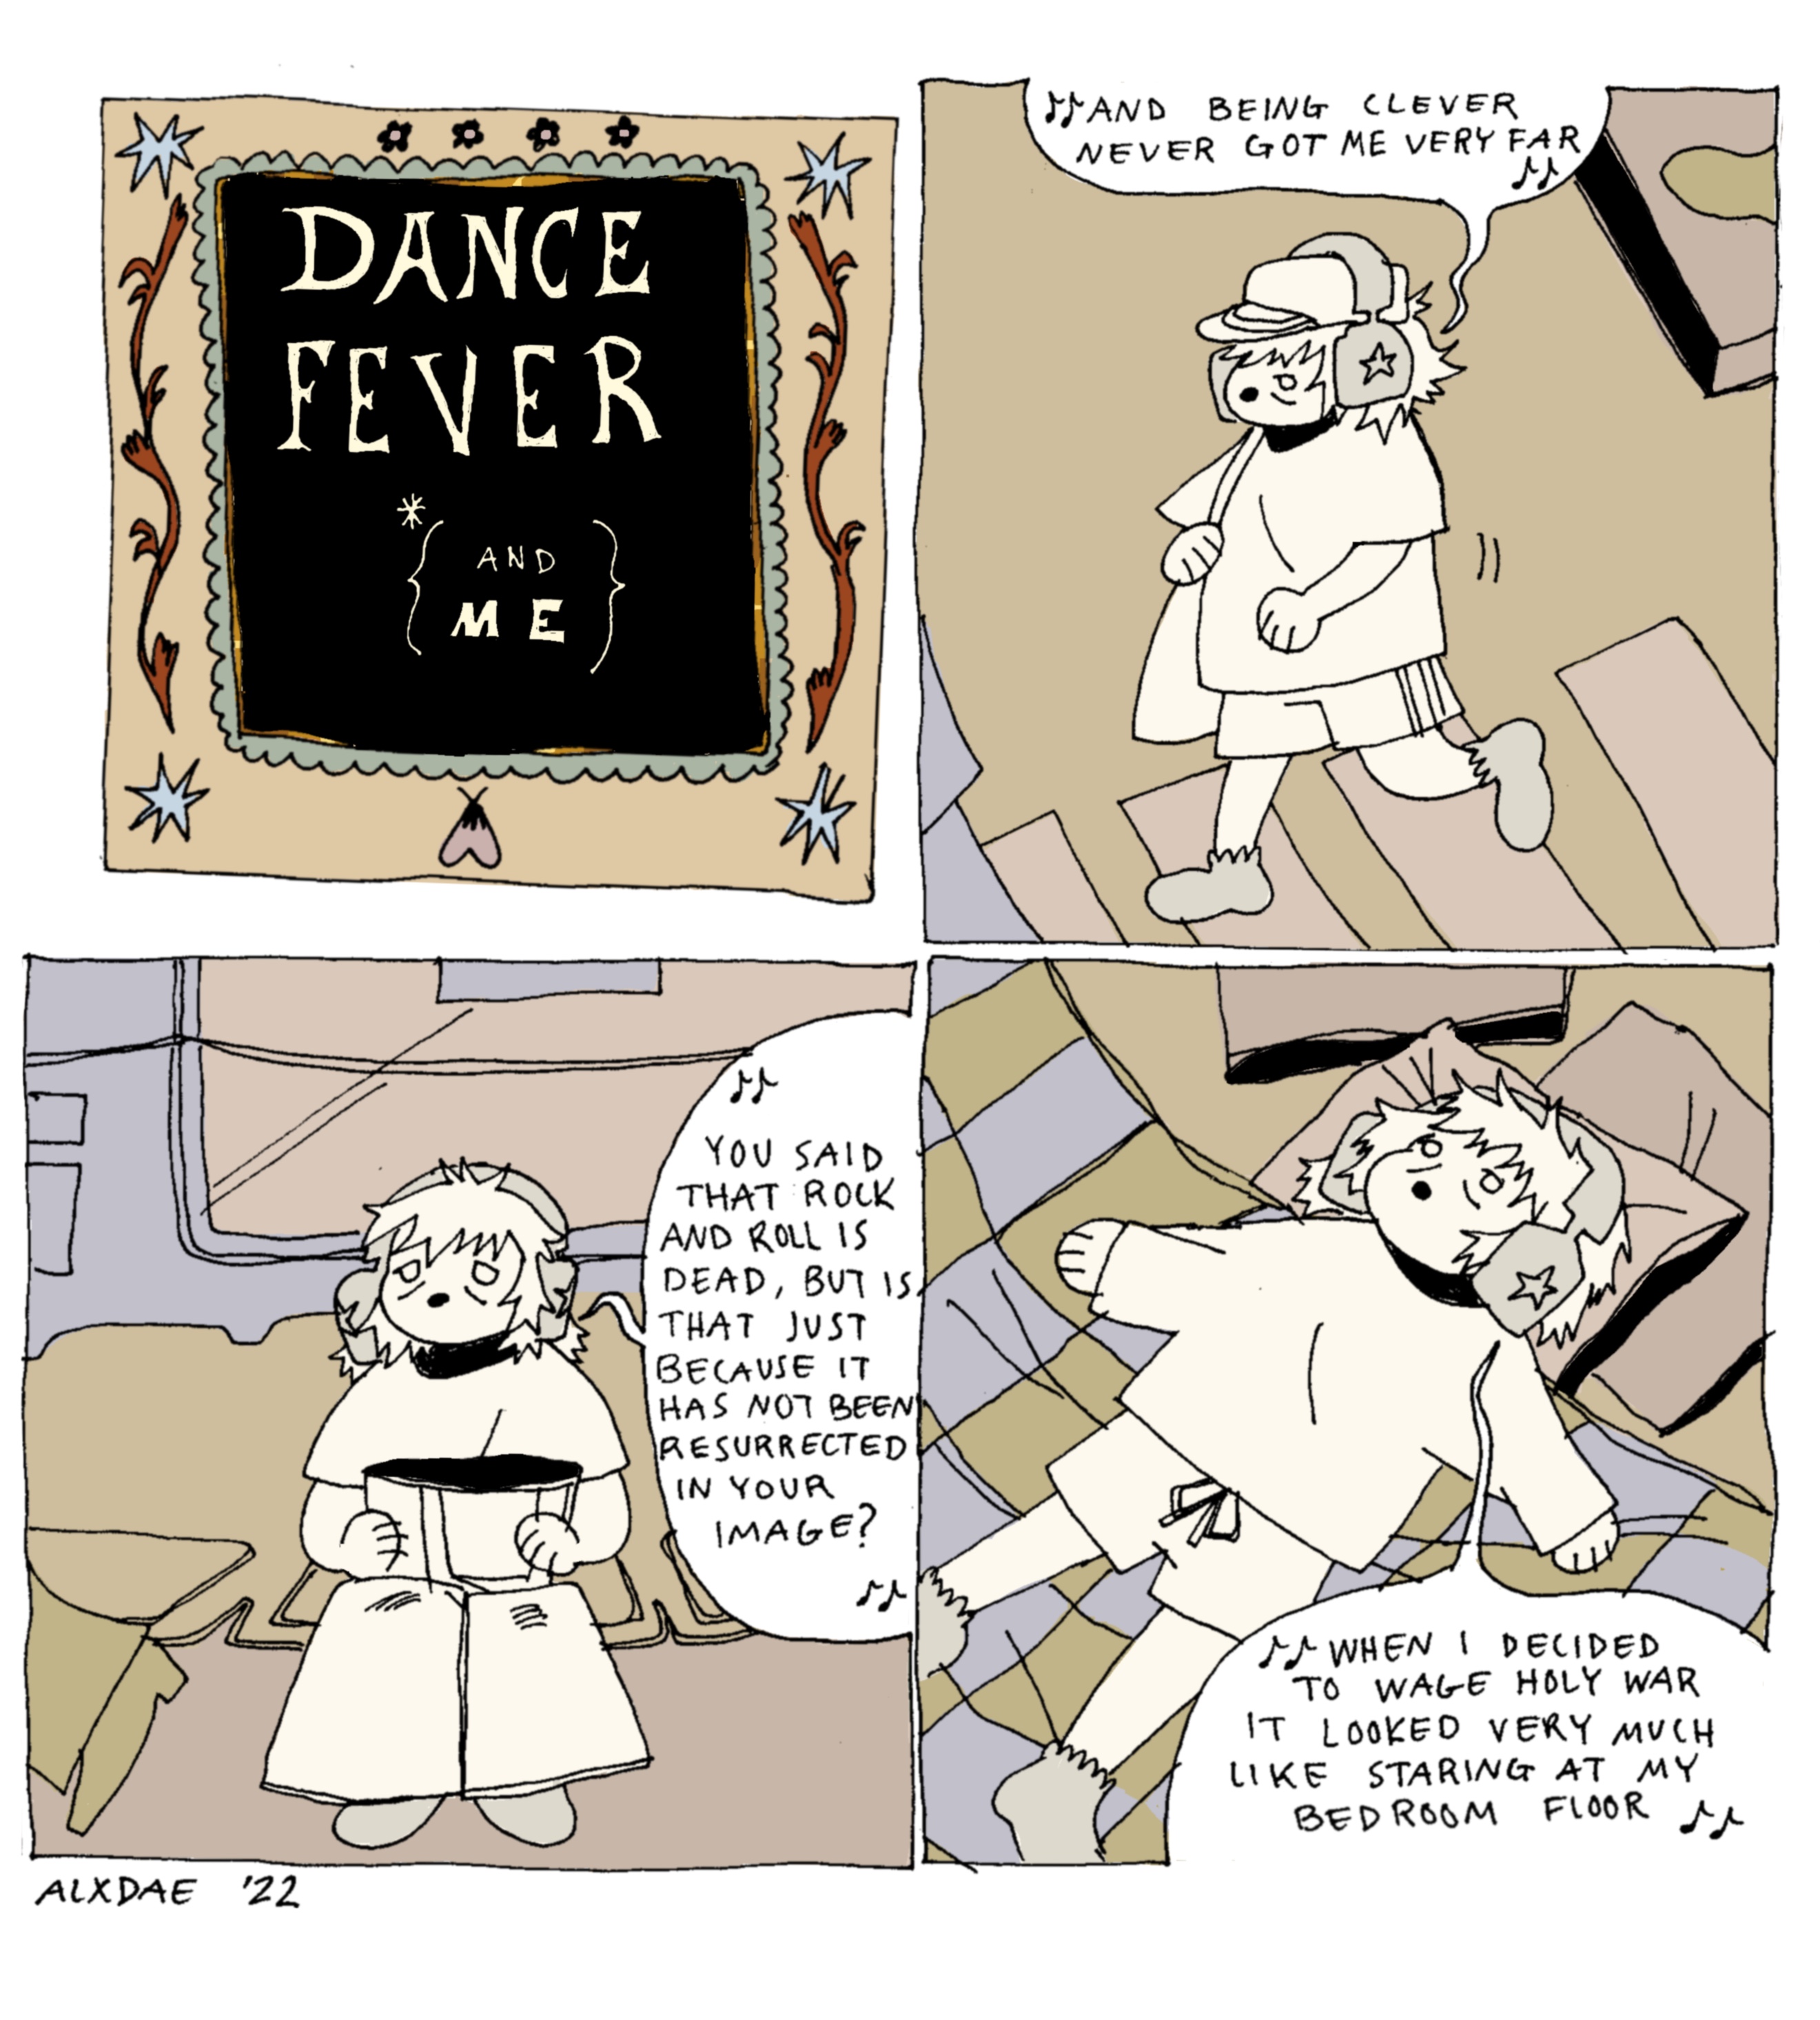 DANCE
FEVER
*
{ AND
ME }
♫ AND BEING CLEVER
NEVER GOT ME VERY FAR
♫
♫
YOU SAID
THAT ROCK
AND ROLL IS
DEAD, BUT IS
THAT JUST
BECAUSE IT
HAS NOT BEEN
RESURRECTED
IN YOUR
IMAGE?
♫
♫ WHEN I DECIDED
TO WAGE HOLY WAR
IT LOOKED VERY MUCH
LIKE STARING AT MY
BEDROOM FLOOR ♫
ALXDAE '22